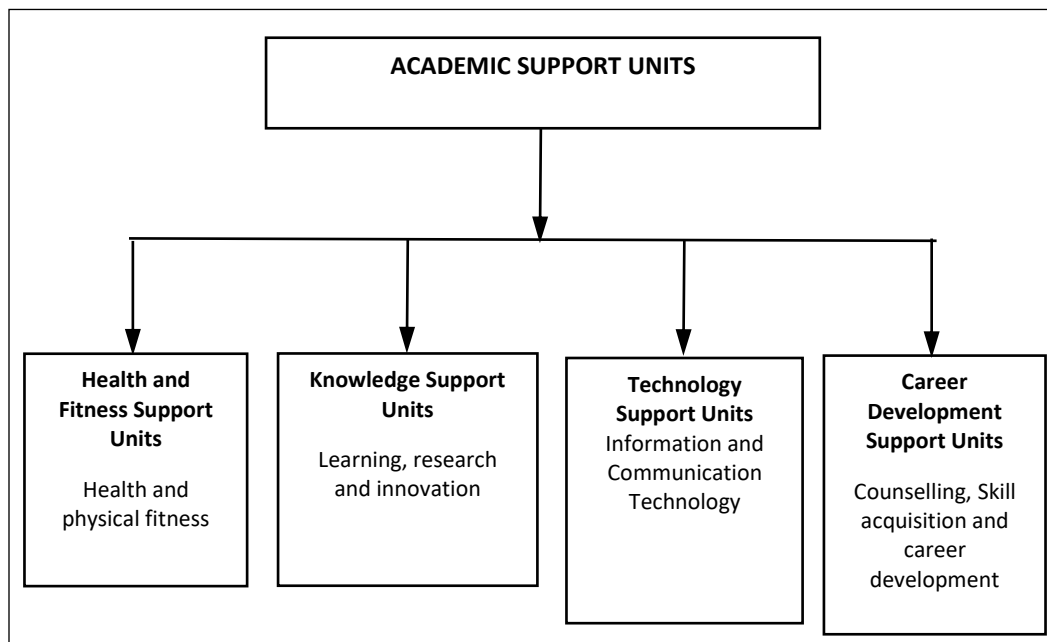 ACADEMIC SUPPORT UNITS
Health and
Fitness Support
Units
Health and
physical fitness
Knowledge Support
Units
Learning, research
and innovation
Technology
Support Units
Information and
Communication
Technology
Career
Development
Support Units
Counselling, Skill
acquisition and
career
development